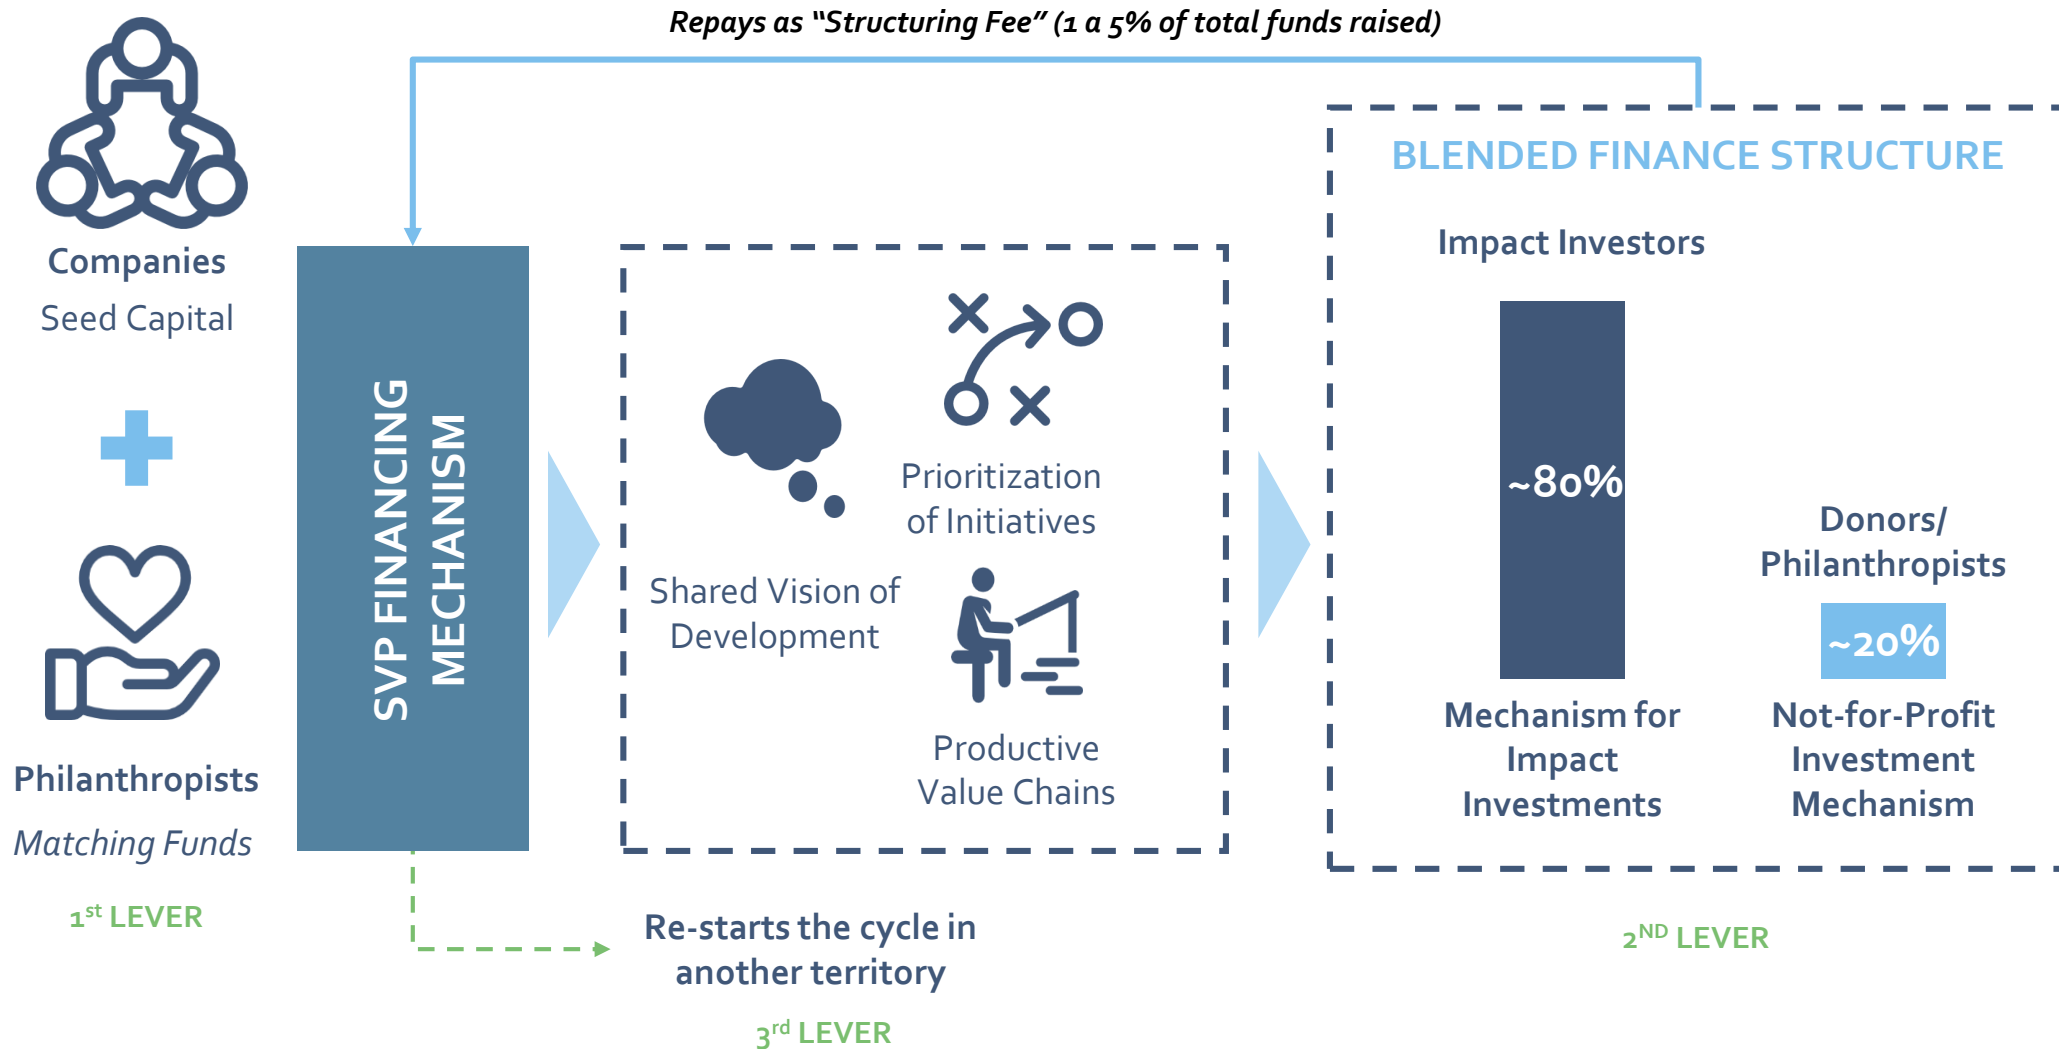 Repays as “Structuring Fee” (1 a 5% of total funds raised)
Companies
Seed Capital
Philanthropists
Matching Funds
1st LEVER
SVP FINANCING
MECHANISM
Shared Vision of
Development
Prioritization
of Initiatives
Productive
Value Chains
Re-starts the cycle in
another territory
3rd LEVER
BLENDED FINANCE STRUCTURE
Impact Investors
~80%
Mechanism for
Impact
Investments
Donors/
Philanthropists
~20%
Not-for-Profit
Investment
Mechanism
2ND LEVER